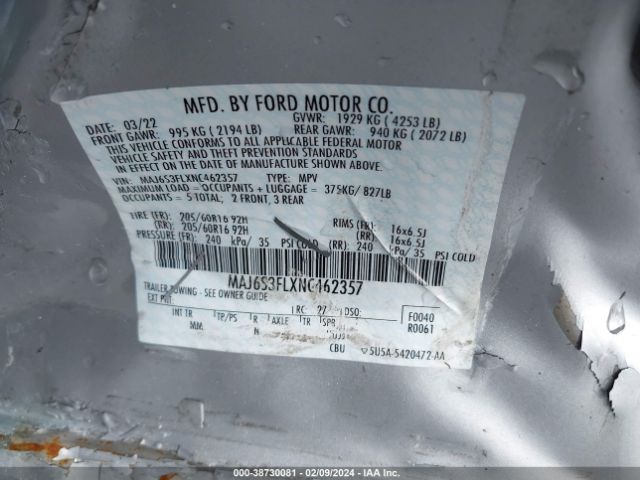 MFD. BY FORD MOTOR CO.
DATE: 03/22 GVWR: 1929 KG ( 4253 LB)
FRONT GAWR: 995 KG ( 2194 LB) REAR GAWR: 940 KG ( 2072 LB)
THIS VEHICLE CONFORMS TO ALL APPLICABLE FEDERAL MOTOR
VEHICLE SAFETY AND THEFT PREVENTION STANDARDS
IN EFFECT ON THE DATE OF MANUFACTURE SHOWN ABOVE.
VIN: MAJ6S3FLXNC462357 TYPE: MPV
MAXIMUM LOAD = OCCUPANTS + LUGGAGE = 375KG/ 827LB
OCCUPANTS = 5 TOTAL, 2 FRONT, 3 REAR
TIRE (FR): 205/60R16 92H RIMS (FR): 16x6.5J
(RR): 205/60R16 92H (RR): 16x6.5J
PRESSURE (FR): 240 kPa/ 35 PSI COLD (RR): 240 kPa/ 35 PSI COLD
MAJ6S3FLXNC462357
TRAILER TOWING - SEE OWNER GUIDE
EXT PNT: RC: 27 DSO: F0040
R0061
INT TR TP/PS R AXLE TR SPR
MM N
CBU 5U5A-5420472-AA
000-38730081 - 02/09/2024 - IAA Inc.